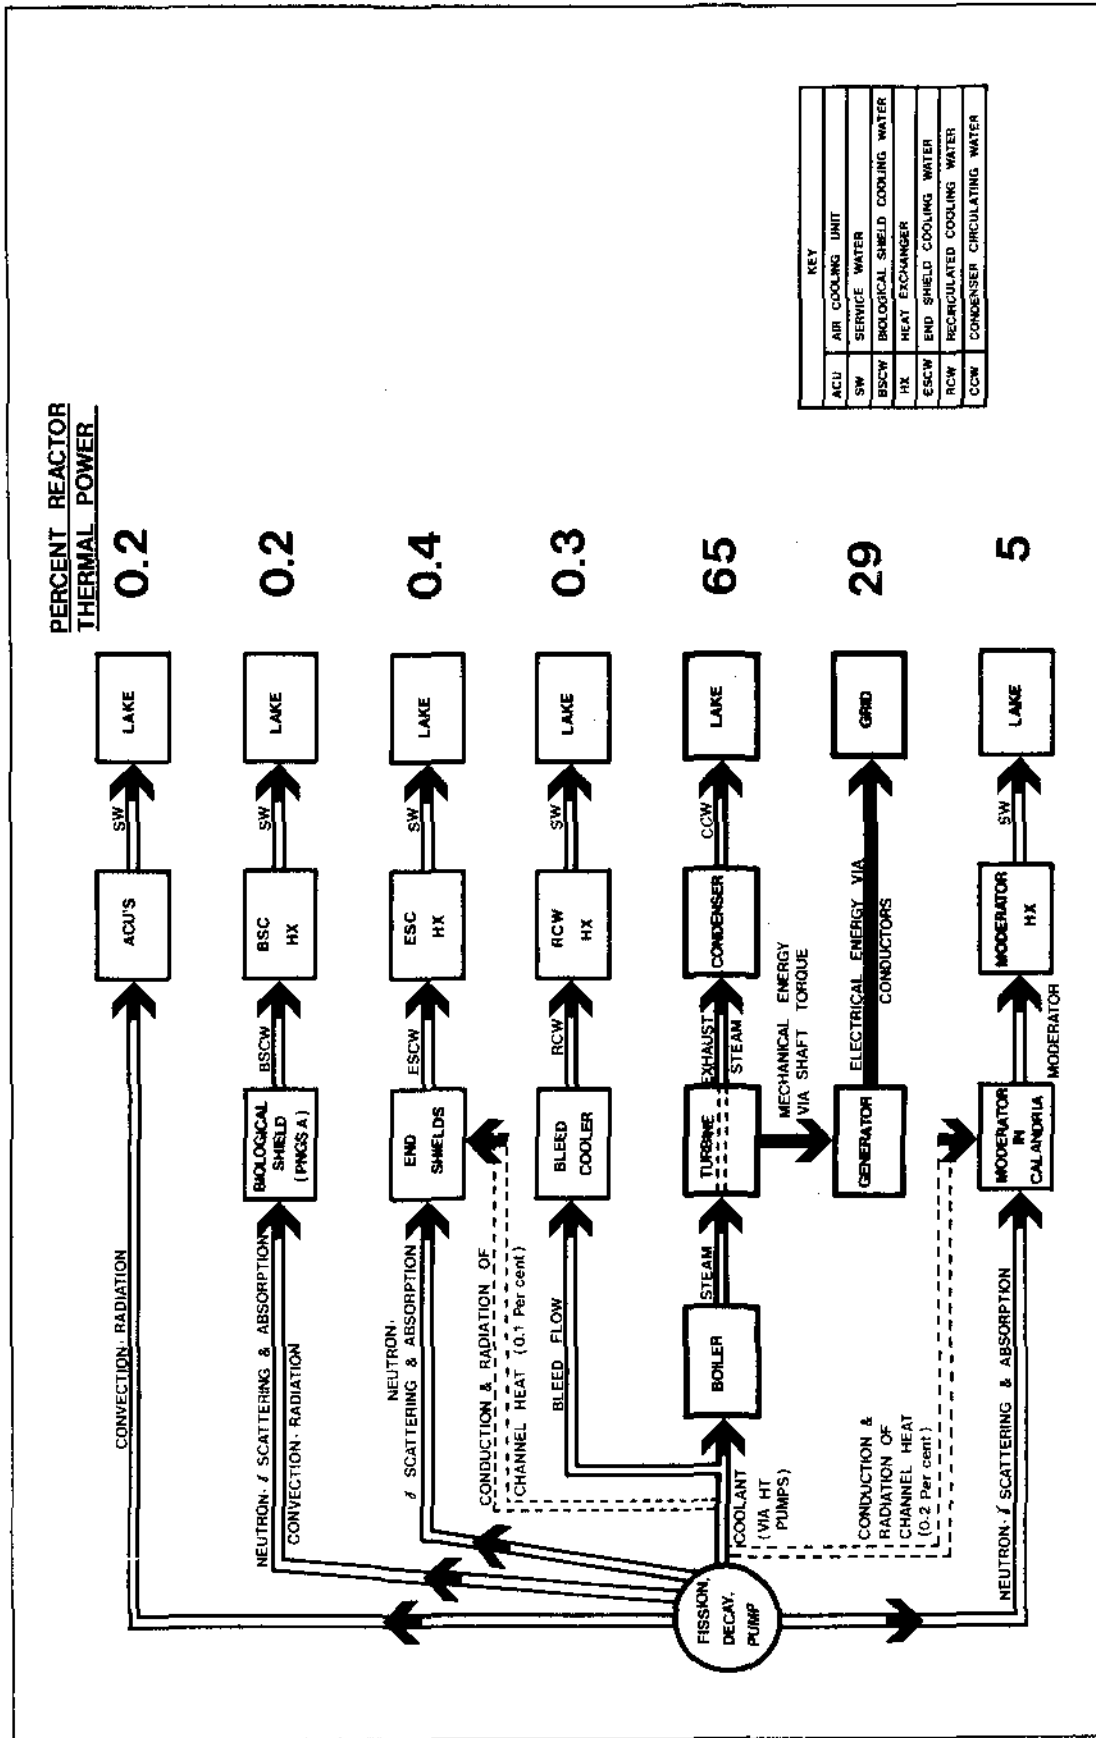 PERCENT REACTOR
THERMAL POWER
CONVECTION, RADIATION
ACU'S
SW
LAKE
0.2
NEUTRON, γ SCATTERING & ABSORPTION
CONVECTION, RADIATION
BIOLOGICAL
SHIELD
(PNGS A)
BSCW
BSC
HX
SW
LAKE
0.2
NEUTRON,
γ SCATTERING & ABSORPTION
END
SHIELDS
ESCW
ESC
HX
SW
LAKE
0.4
CONDUCTION & RADIATION OF
CHANNEL HEAT (0.1 Per cent)
BLEED FLOW
BLEED
COOLER
RCW
RCW
HX
SW
LAKE
0.3
FISSION,
DECAY,
PUMP
COOLANT
(VIA HT
PUMPS)
BOILER
STEAM
TURBINE
EXHAUST
STEAM
CONDENSER
CCW
LAKE
65
MECHANICAL ENERGY
VIA SHAFT TORQUE
GENERATOR
ELECTRICAL ENERGY VIA
CONDUCTORS
GRID
29
CONDUCTION &
RADIATION OF
CHANNEL HEAT
(0.2 Per cent)
NEUTRON, γ SCATTERING & ABSORPTION
MODERATOR
IN
CALANDRIA
MODERATOR
MODERATOR
HX
SW
LAKE
5
KEY
ACU AIR COOLING UNIT
SW SERVICE WATER
BSCW BIOLOGICAL SHIELD COOLING WATER
HX HEAT EXCHANGER
ESCW END SHIELD COOLING WATER
RCW RECIRCULATED COOLING WATER
CCW CONDENSER CIRCULATING WATER